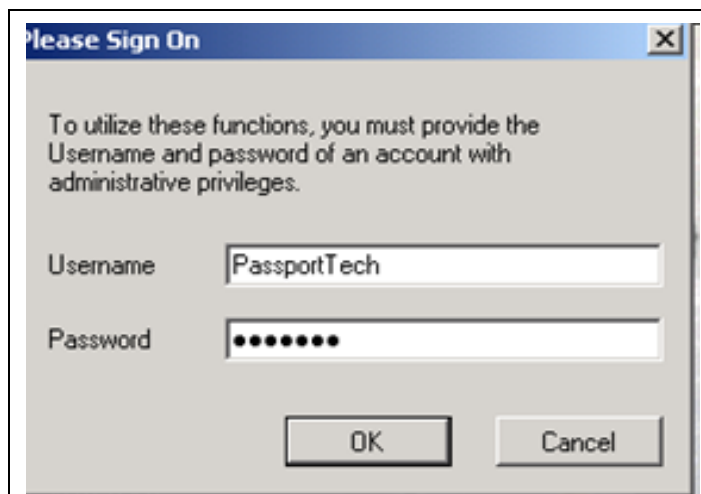 Please Sign On
To utilize these functions, you must provide the
Username and password of an account with
administrative privileges.
Username PassportTech
Password •••••••
OK Cancel